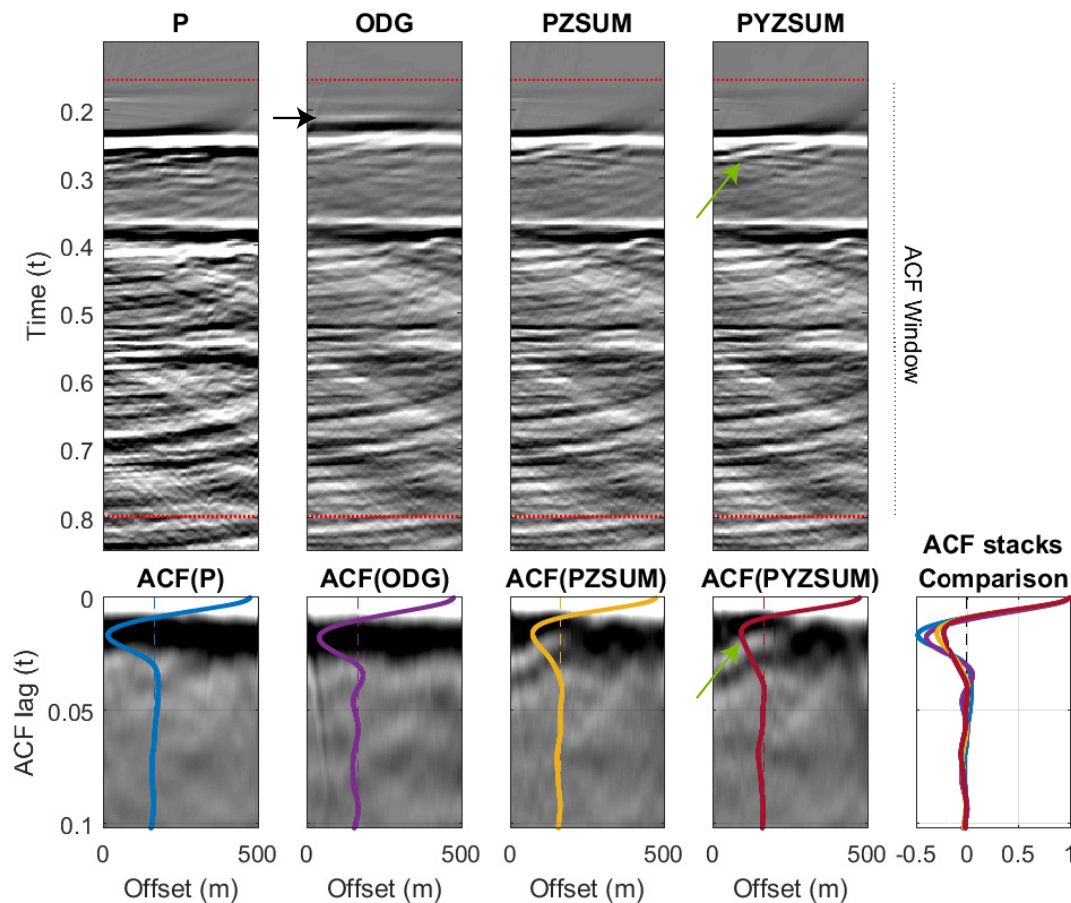 P ODG PZSUM PYZSUM
0.2
0.3
0.4
0.5
0.6
0.7
0.8
Time (t)
ACF Window
ACF stacks
Comparison
ACF(P) ACF(ODG) ACF(PZSUM) ACF(PYZSUM)
0
0.05
0.1
ACF lag (t)
0 500 0 500 0 500 0 500 -0.5 0 0.5 1
Offset (m) Offset (m) Offset (m) Offset (m)